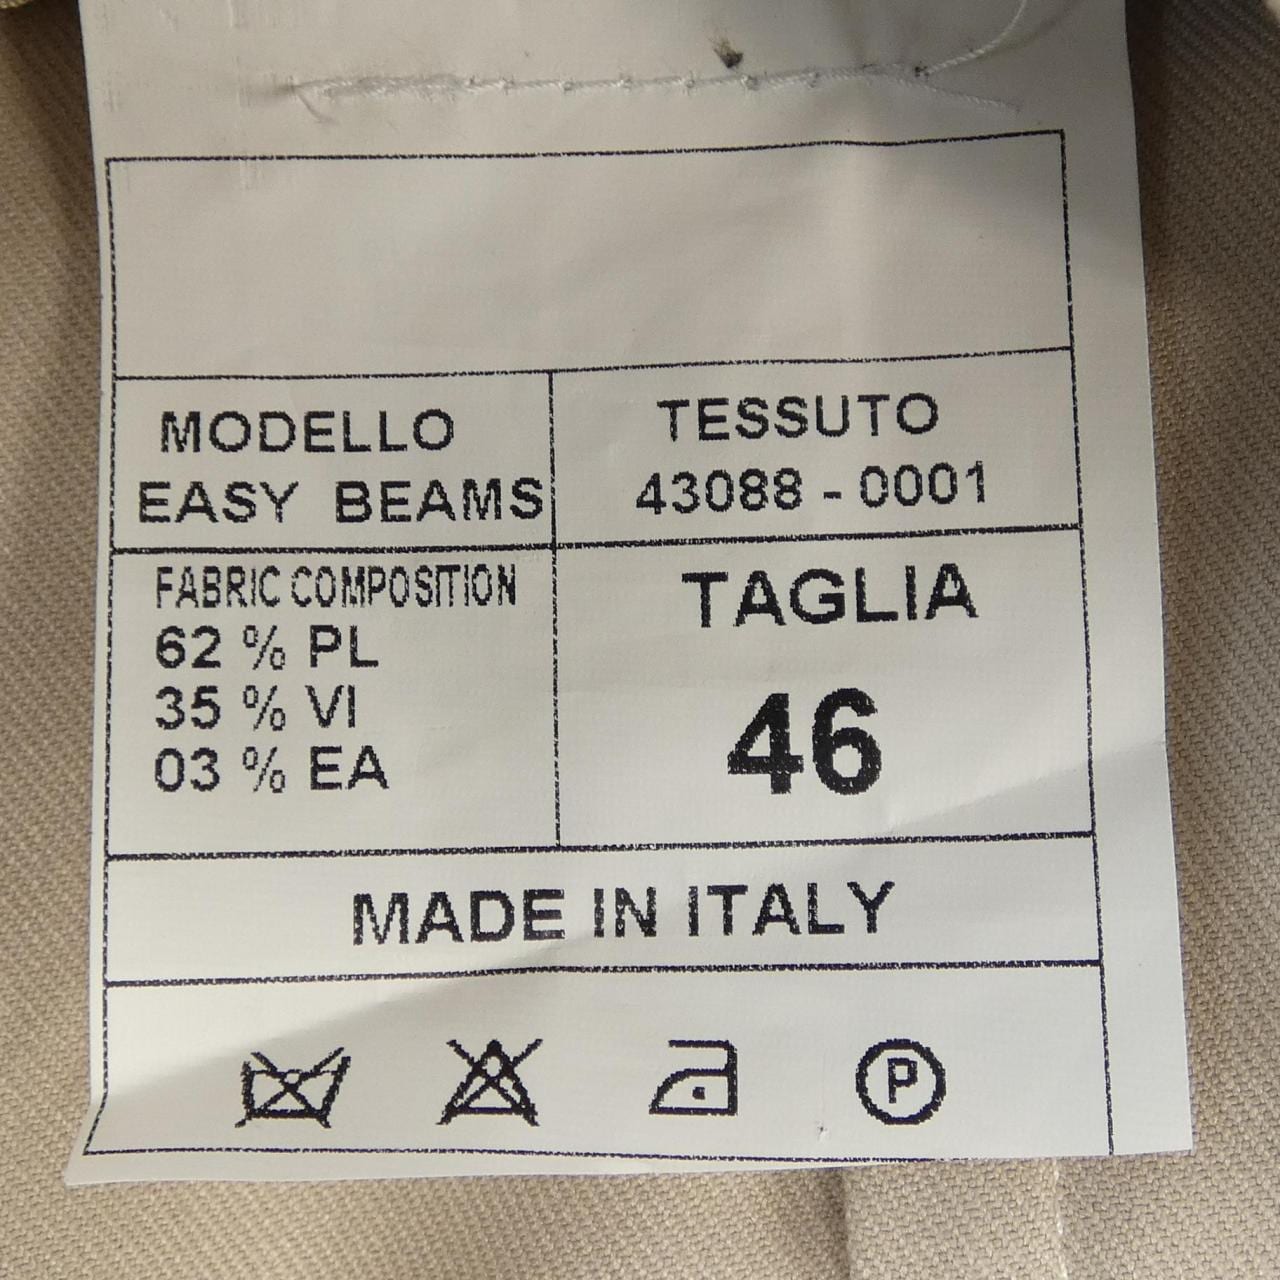 MODELLO
EASY BEAMS
TESSUTO
43088 - 0001
FABRIC COMPOSITION
62 % PL
35 % VI
03 % EA
TAGLIA
46
MADE IN ITALY
P